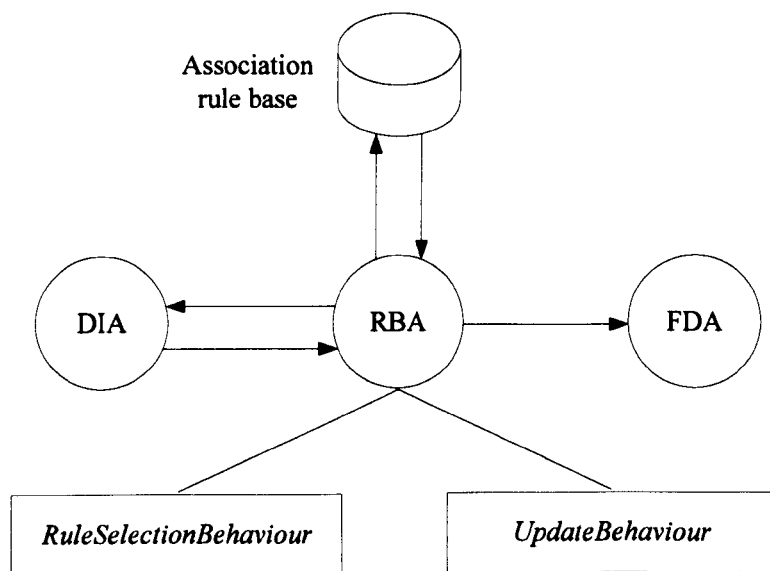 Association
rule base
DIA
RBA
FDA
RuleSelectionBehaviour
UpdateBehaviour